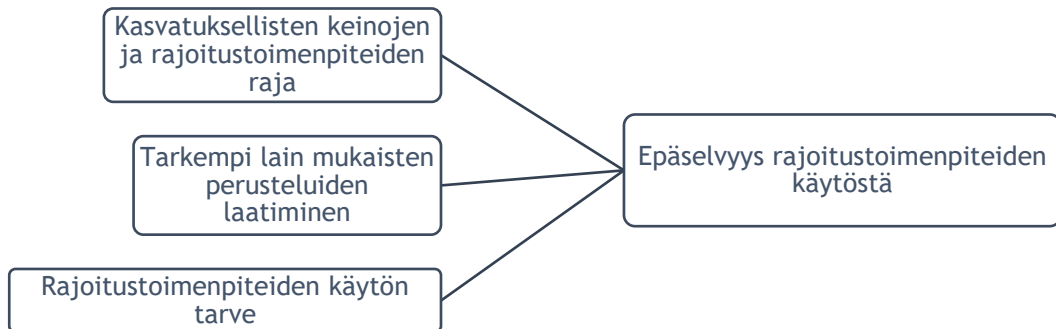 Kasvatuksellisten keinojen
ja rajoitustoimenpiteiden
raja
Tarkempi lain mukaisten
perusteluiden
laatiminen
Rajoitustoimenpiteiden käytön
tarve
Epäselvyys rajoitustoimenpiteiden
käytöstä